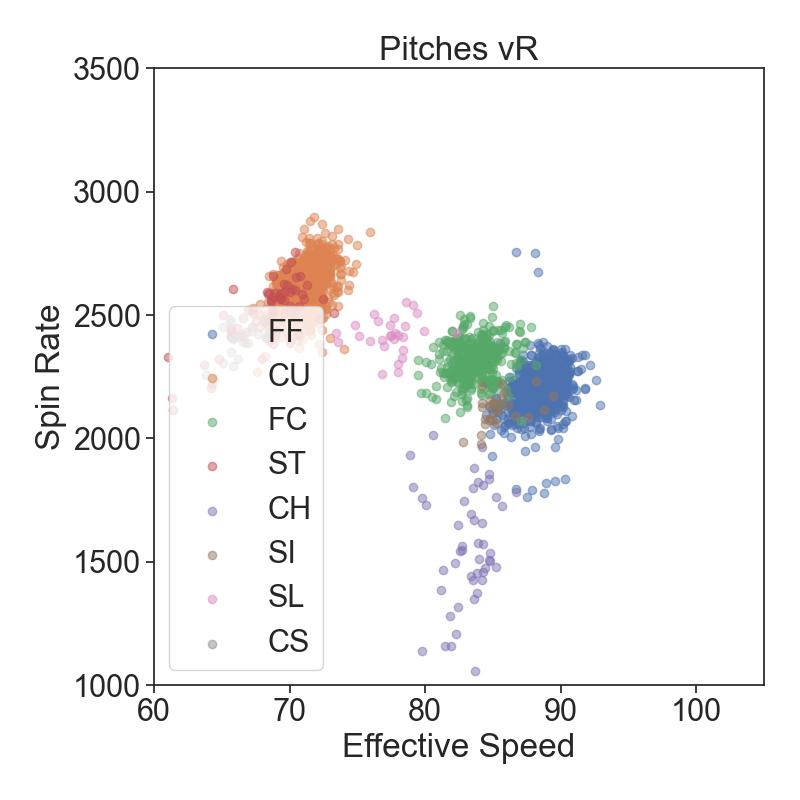 Pitches vR
3500
3000
2500
2000
1500
1000
Spin Rate
FF
CU
FC
ST
CH
SI
SL
CS
60 70 80 90 100
Effective Speed